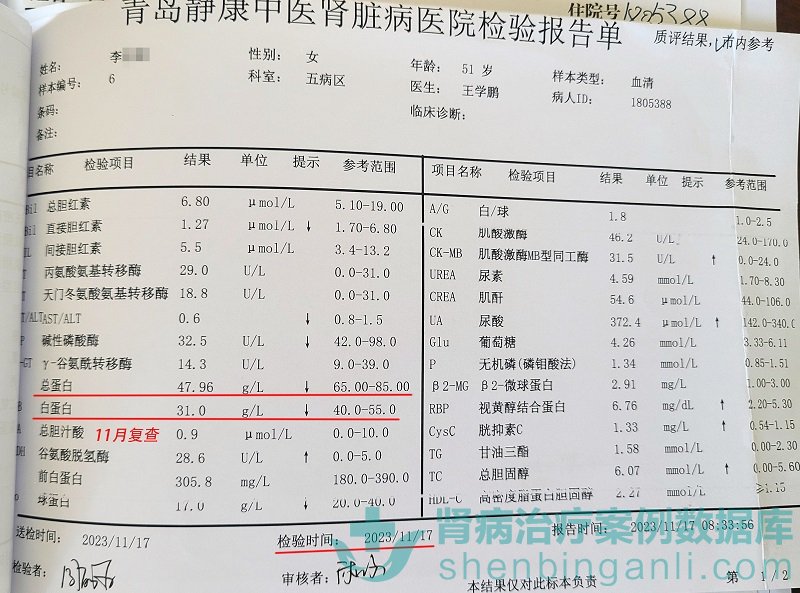 住院号
青岛静康中医肾脏病医院检验报告单
质评结果,市内参考
姓名: 李 性别: 女 年龄: 51 岁 样本类型: 血清
样本编号: 6 科室: 五病区 医生: 王学鹏 病人ID: 1805388
条码: 临床诊断:
备注:
目名称 检验项目 结果 单位 提示 参考范围
Bil 总胆红素 6.80 μmol/L 5.10-19.00
Bil 直接胆红素 1.27 μmol/L ↓ 1.70-6.80
IL 间接胆红素 5.5 μmol/L 3.4-13.2
T 丙氨酸氨基转移酶 29.0 U/L 0.0-31.0
T 天门冬氨酸氨基转移酶 18.8 U/L 0.0-31.0
T/ALT AST/ALT 0.6 ↓ 0.8-1.5
P 碱性磷酸酶 32.5 U/L ↓ 42.0-98.0
-GT γ-谷氨酰转移酶 14.3 U/L 9.0-39.0
总蛋白 47.96 g/L ↓ 65.00-85.00
B 白蛋白 31.0 g/L ↓ 40.0-55.0
A 总胆汁酸 11月复查 0.9 μmol/L 0.0-10.0
DH 谷氨酸脱氢酶 28.6 U/L ↑ 0.0-5.0
前白蛋白 305.8 mg/L 180.0-390.0
球蛋白 17.0 g/L ↓ 20.0-40.0
项目名称 检验项目 结果 单位 提示 参考范围
A/G 白/球 1.8 1.0-2.5
CK 肌酸激酶 46.2 U/L 24.0-170.0
CK-MB 肌酸激酶MB型同工酶 31.5 U/L ↑ 0.0-24.0
UREA 尿素 4.59 mmol/L 1.70-8.30
CREA 肌酐 54.6 μmol/L 44.0-106.0
UA 尿酸 372.4 μmol/L ↑ 142.0-340.0
Glu 葡萄糖 4.26 mmol/L 3.33-6.11
P 无机磷(磷钼酸法) 1.34 mmol/L 0.85-1.51
β2-MG β2-微球蛋白 2.91 mg/L 1.00-3.00
RBP 视黄醇结合蛋白 6.76 mg/dL ↑ 2.20-5.30
CysC 胱抑素C 1.33 mg/L ↑ 0.54-1.15
TG 甘油三酯 1.58 mmol/L
TC 总胆固醇 6.07 mmol/L ↑ 0.00-5.60
HDL-C 高密度脂蛋白胆固醇 2.27 mmol/L >1.15
送检时间: 2023/11/17 检验时间: 2023/11/17 报告时间: 2023/11/17 08:33:56
检验者: 审核者: 本结果仅对此标本负责 第 1/2
肾病治疗案例数据库
shenbinganli.com